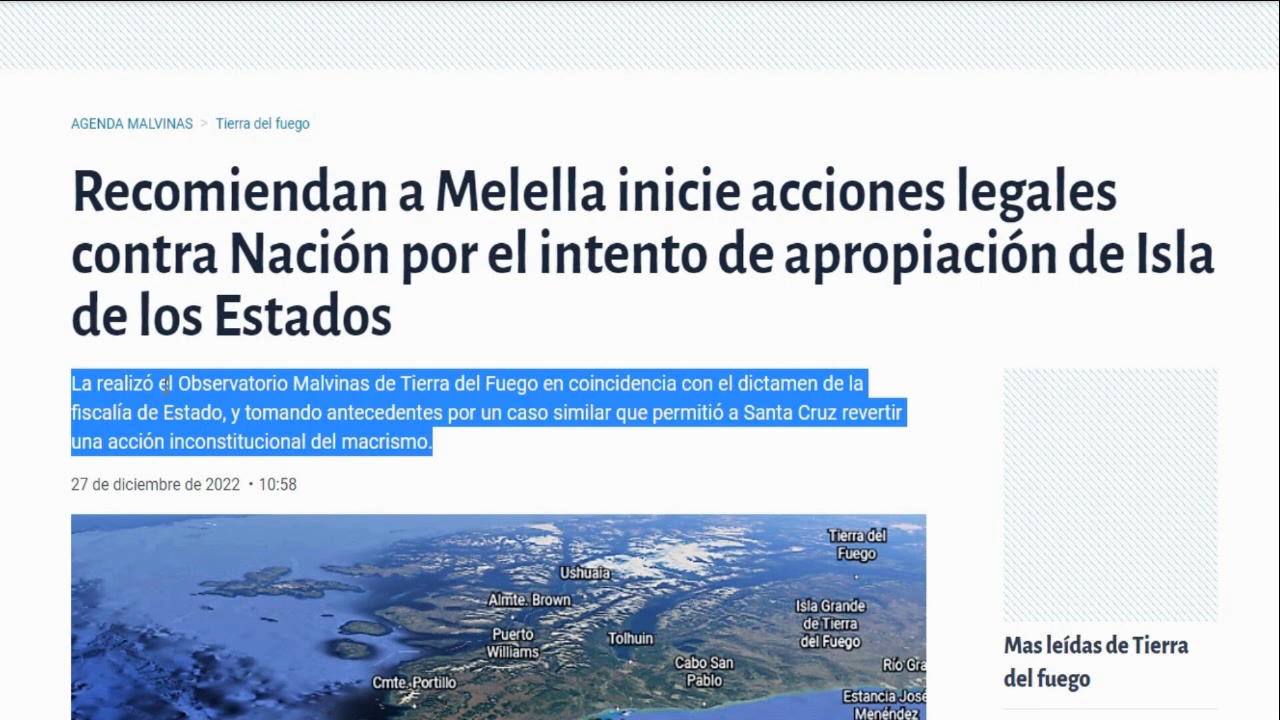 AGENDA MALVINAS > Tierra del fuego
Recomiendan a Melella inicie acciones legales
contra Nación por el intento de apropiación de Isla
de los Estados
La realizó el Observatorio Malvinas de Tierra del Fuego en coincidencia con el dictamen de la
fiscalía de Estado, y tomando antecedentes por un caso similar que permitió a Santa Cruz revertir
una acción inconstitucional del macrismo.
27 de diciembre de 2022 • 10:58
Tierra del
Fuego
Ushuaia
Almte. Brown
Isla Grande
de Tierra
del Fuego
Puerto
Williams
Tolhuin
Cabo San
Pablo
Río Gra
Cmte. Portillo
Estancia José
Menéndez
Mas leídas de Tierra
del fuego